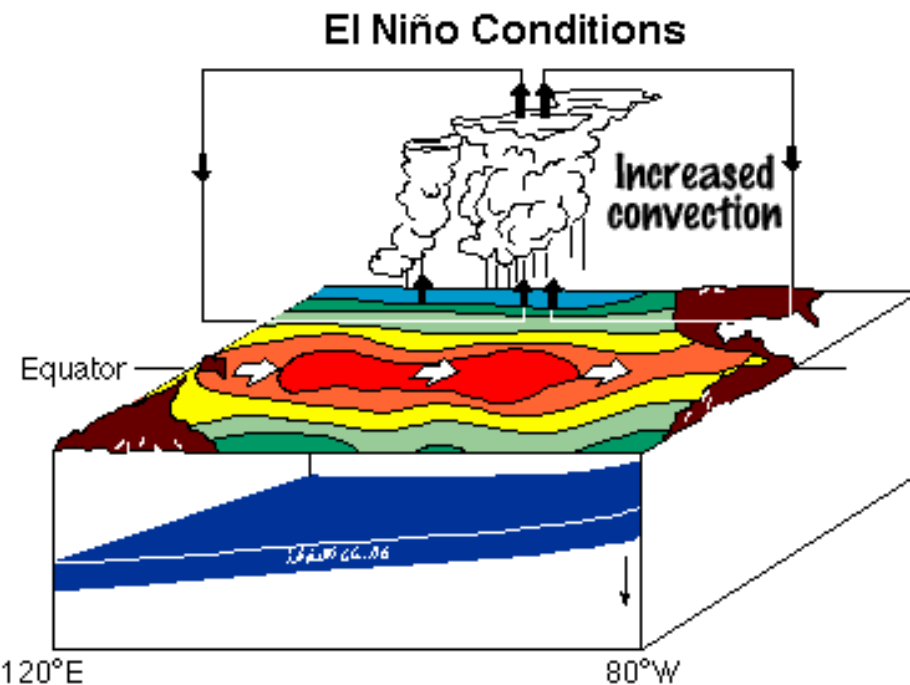 El Niño Conditions
Increased
convection
Equator
120°E
80°W